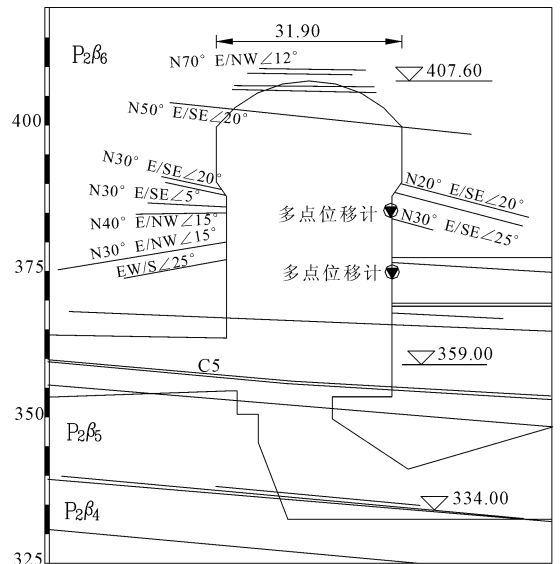 31.90
P₂β₆
N70° E/NW∠12°
407.60
N50° E/SE∠20°
400
N30° E/SE∠20°
N20° E/SE∠20°
N30° E/SE∠5°
多点位移计
N30° E/SE∠25°
N40° E/NW∠15°
N30° E/NW∠15°
EW/S∠25°
375
多点位移计
359.00
C5
350
P₂β₅
334.00
P₂β₄
325